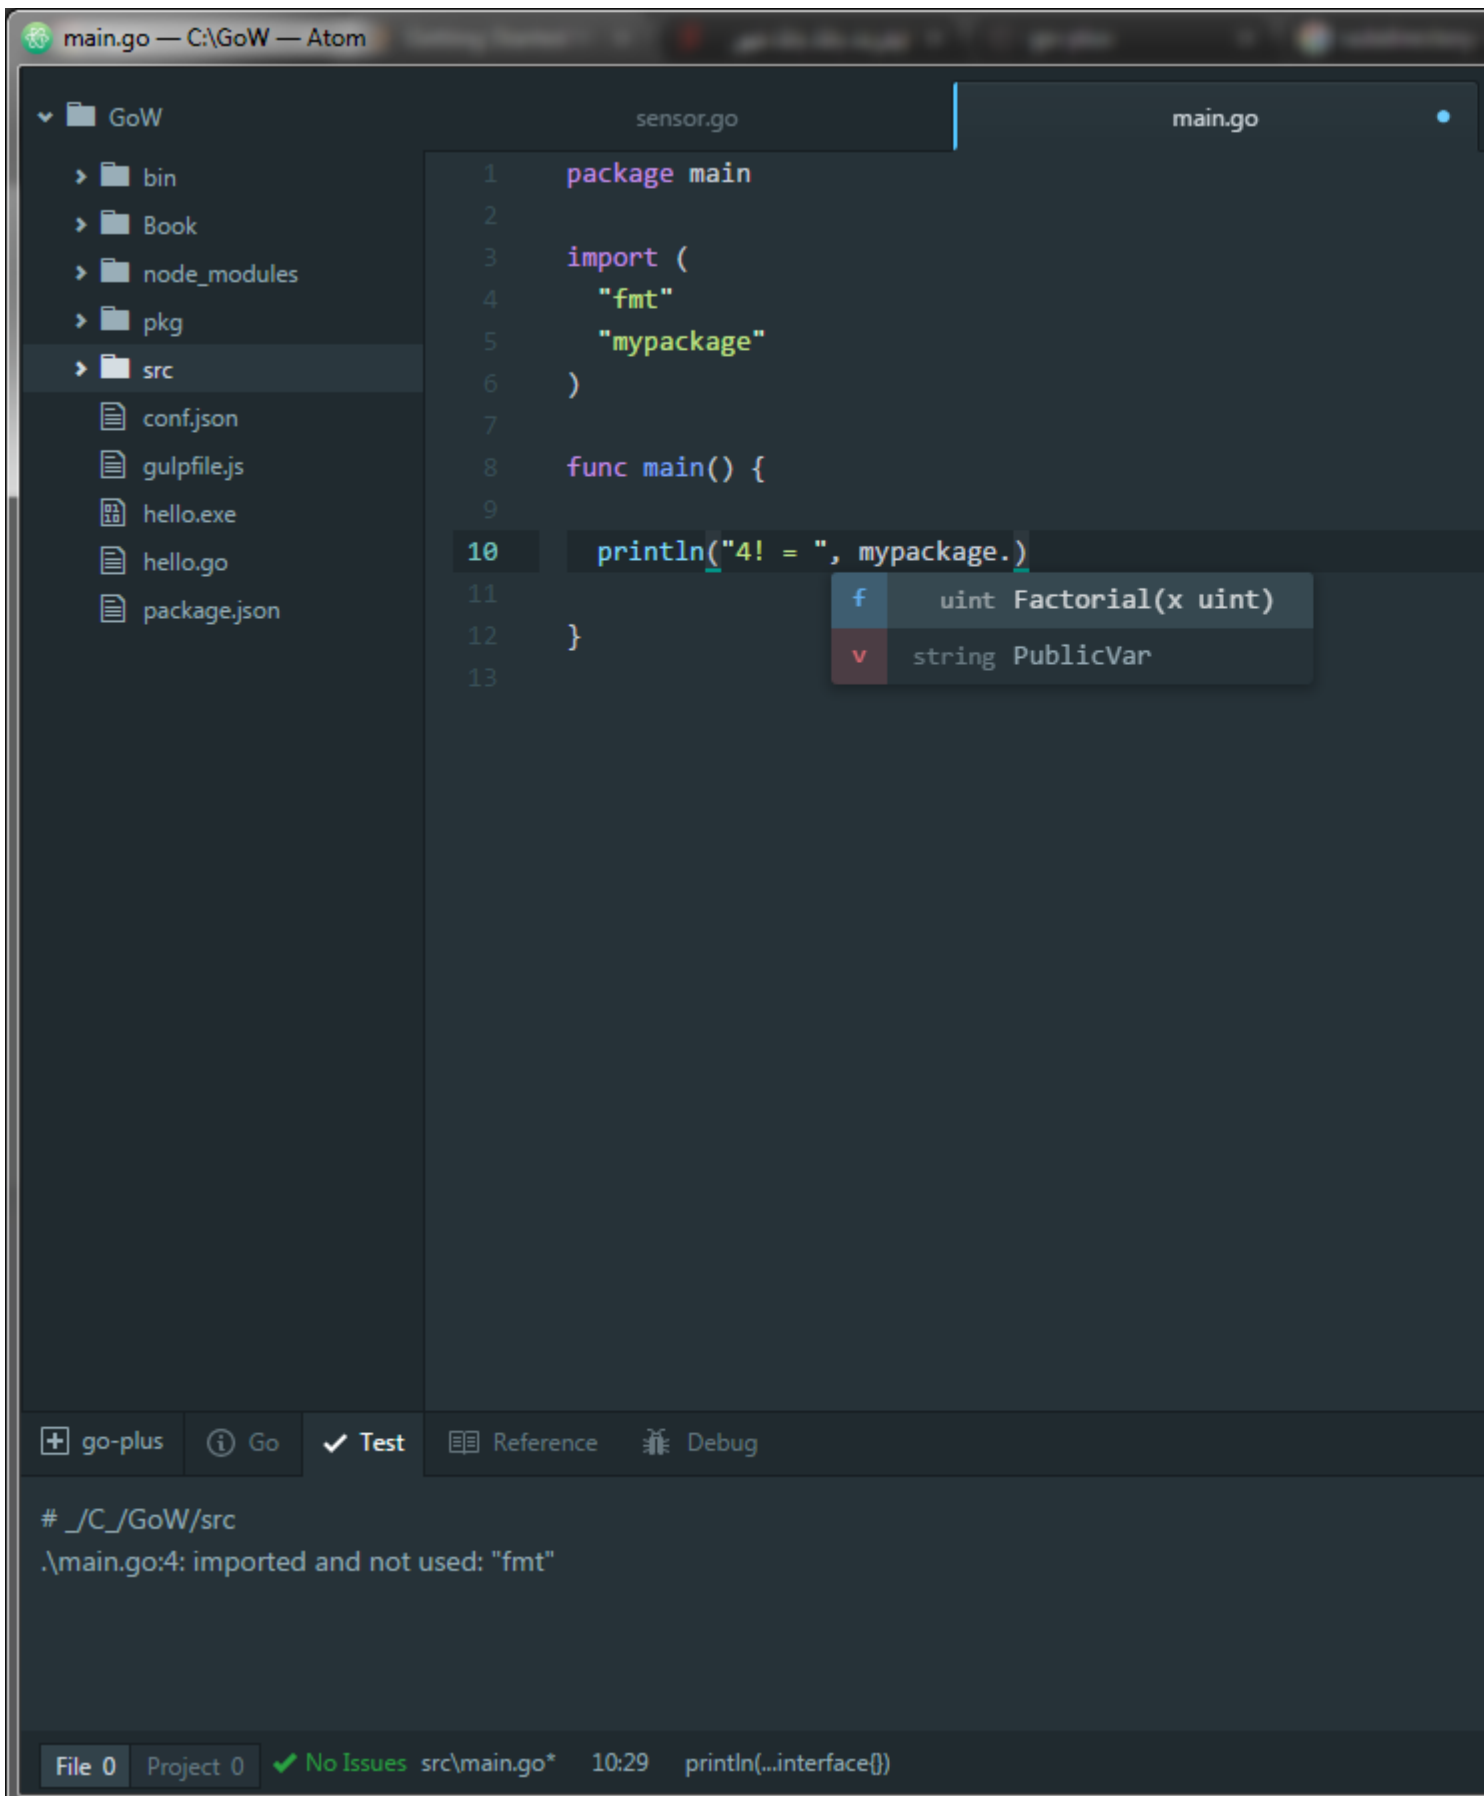 main.go — C:\GoW — Atom
GoW
bin
Book
node_modules
pkg
src
conf.json
gulpfile.js
hello.exe
hello.go
package.json
sensor.go
main.go
1 package main
2
3 import (
4 "fmt"
5 "mypackage"
6 )
7
8 func main() {
9
10 println("4! = ", mypackage.)
11
12 }
13
f uint Factorial(x uint)
v string PublicVar
go-plus Go Test Reference Debug
# _/C_/GoW/src
.\main.go:4: imported and not used: "fmt"
File 0 Project 0 No Issues src\main.go* 10:29 println(...interface{})